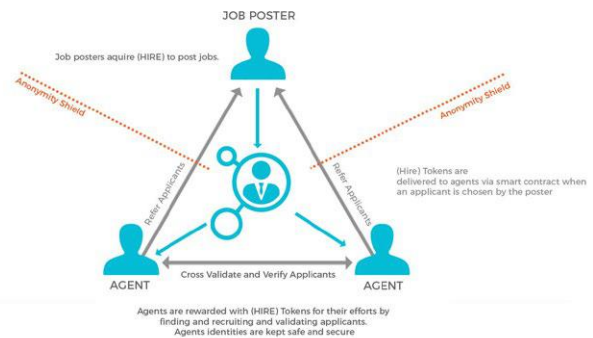 JOB POSTER
Job posters aquire (HIRE) to post jobs.
Anonymity Shield
Anonymity Shield
Refer Applicants
Refer Applicants
(Hire) Tokens are
delivered to agents via smart contract when
an applicant is chosen by the poster
Cross Validate and Verify Applicants
AGENT
AGENT
Agents are rewarded with (HIRE) Tokens for their efforts by
finding and recruiting and validating applicants.
Agents identities are kept safe and secure